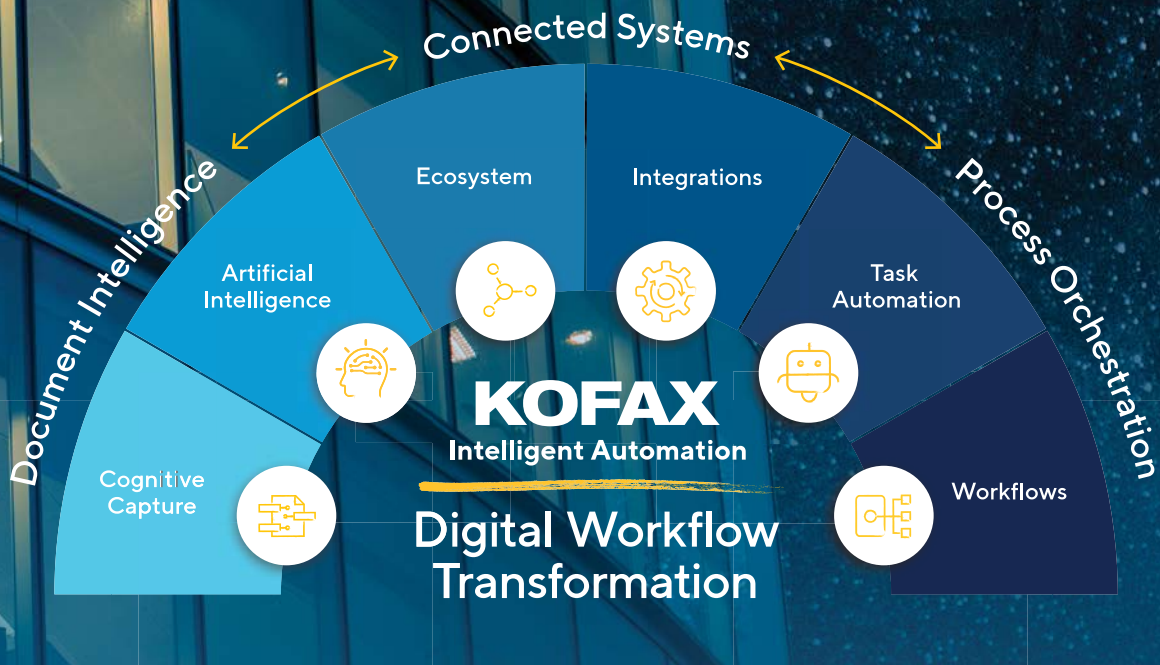 Connected Systems
Document Intelligence
Process Orchestration
Ecosystem
Integrations
Artificial
Intelligence
Task
Automation
Cognitive
Capture
Workflows
KOFAX
Intelligent Automation
Digital Workflow
Transformation